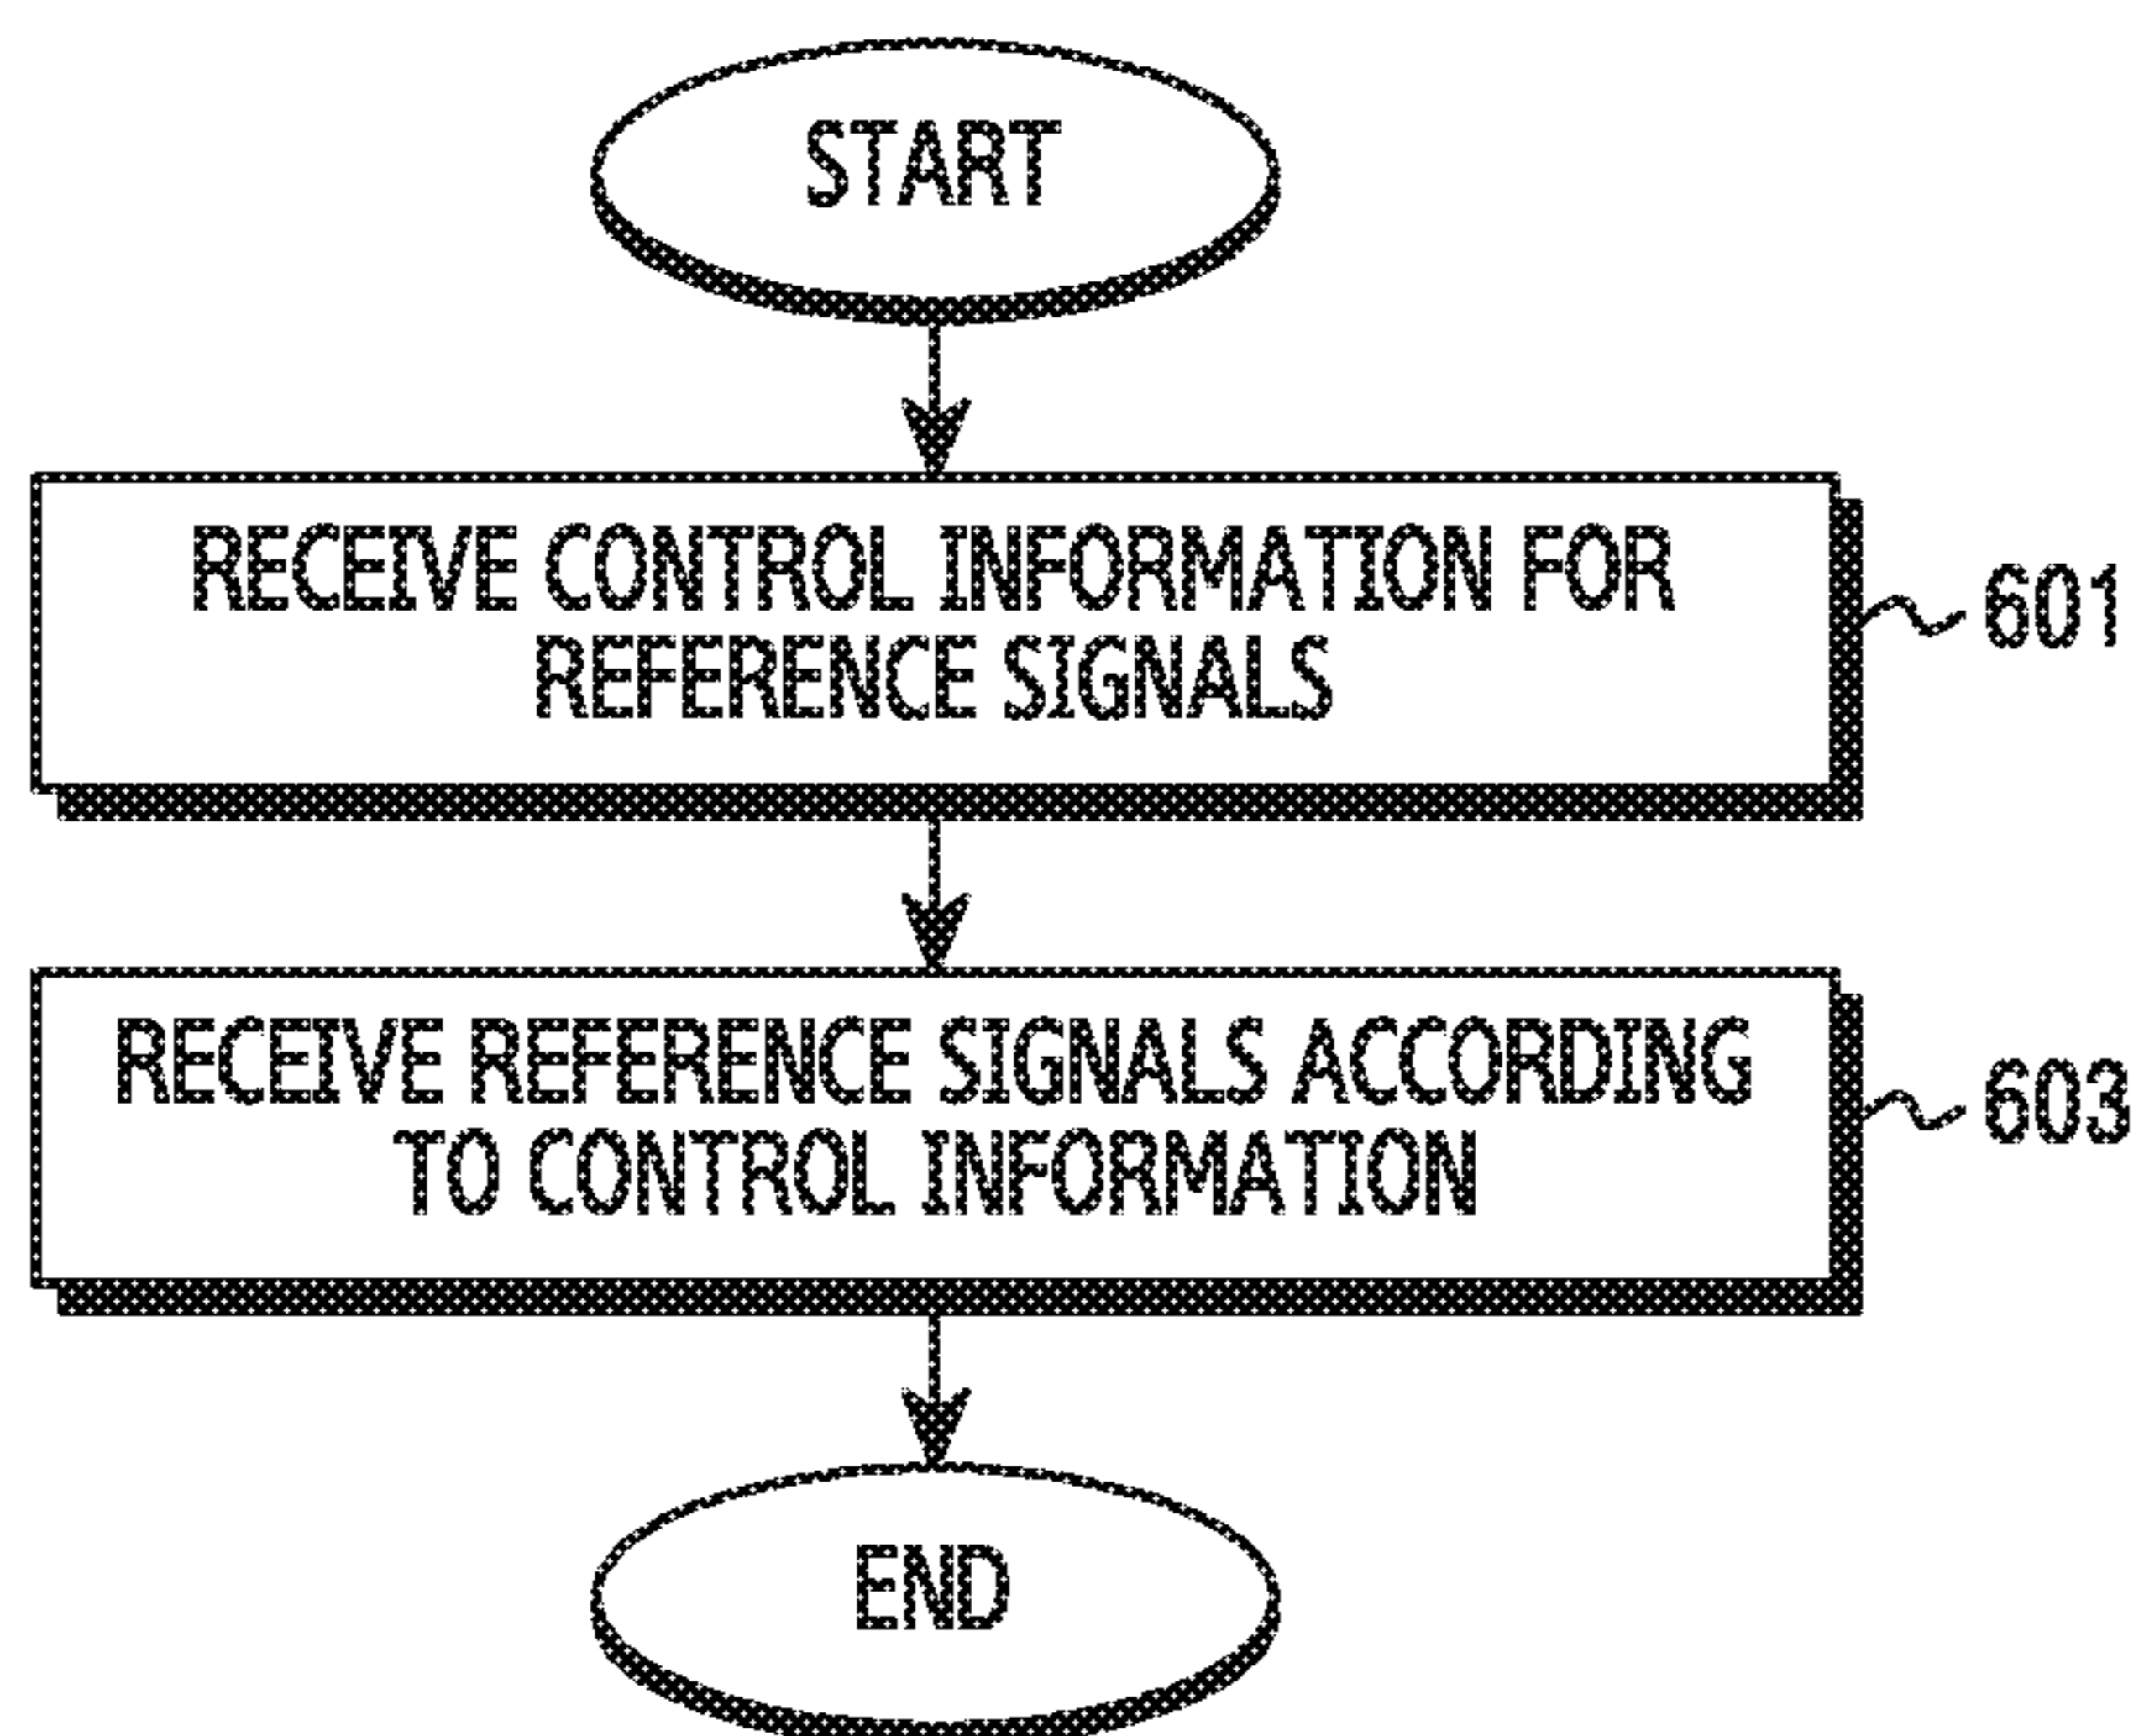 START
RECEIVE CONTROL INFORMATION FOR
REFERENCE SIGNALS
601
RECEIVE REFERENCE SIGNALS ACCORDING
TO CONTROL INFORMATION
603
END